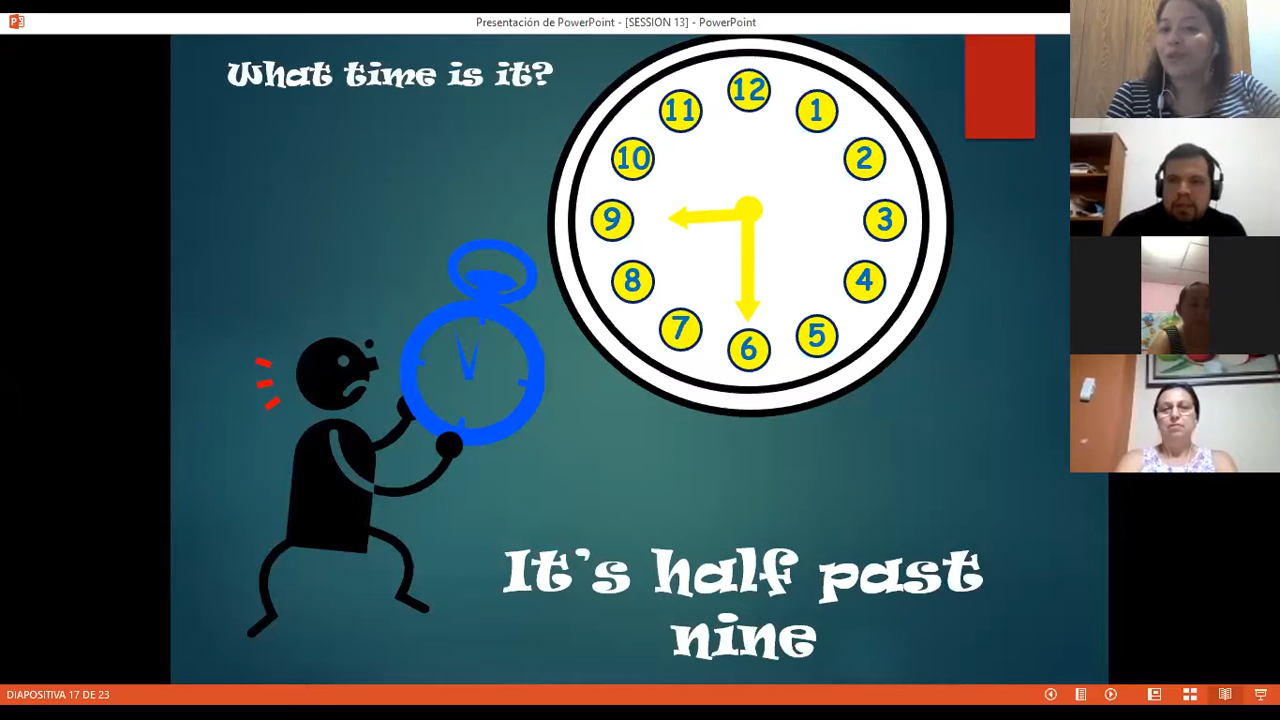 Presentación de PowerPoint - [SESSION 13] - PowerPoint
What time is it?
12
11
1
10
2
9
3
8
4
7
5
6
It's half past
nine
DIAPOSITIVA 17 DE 23